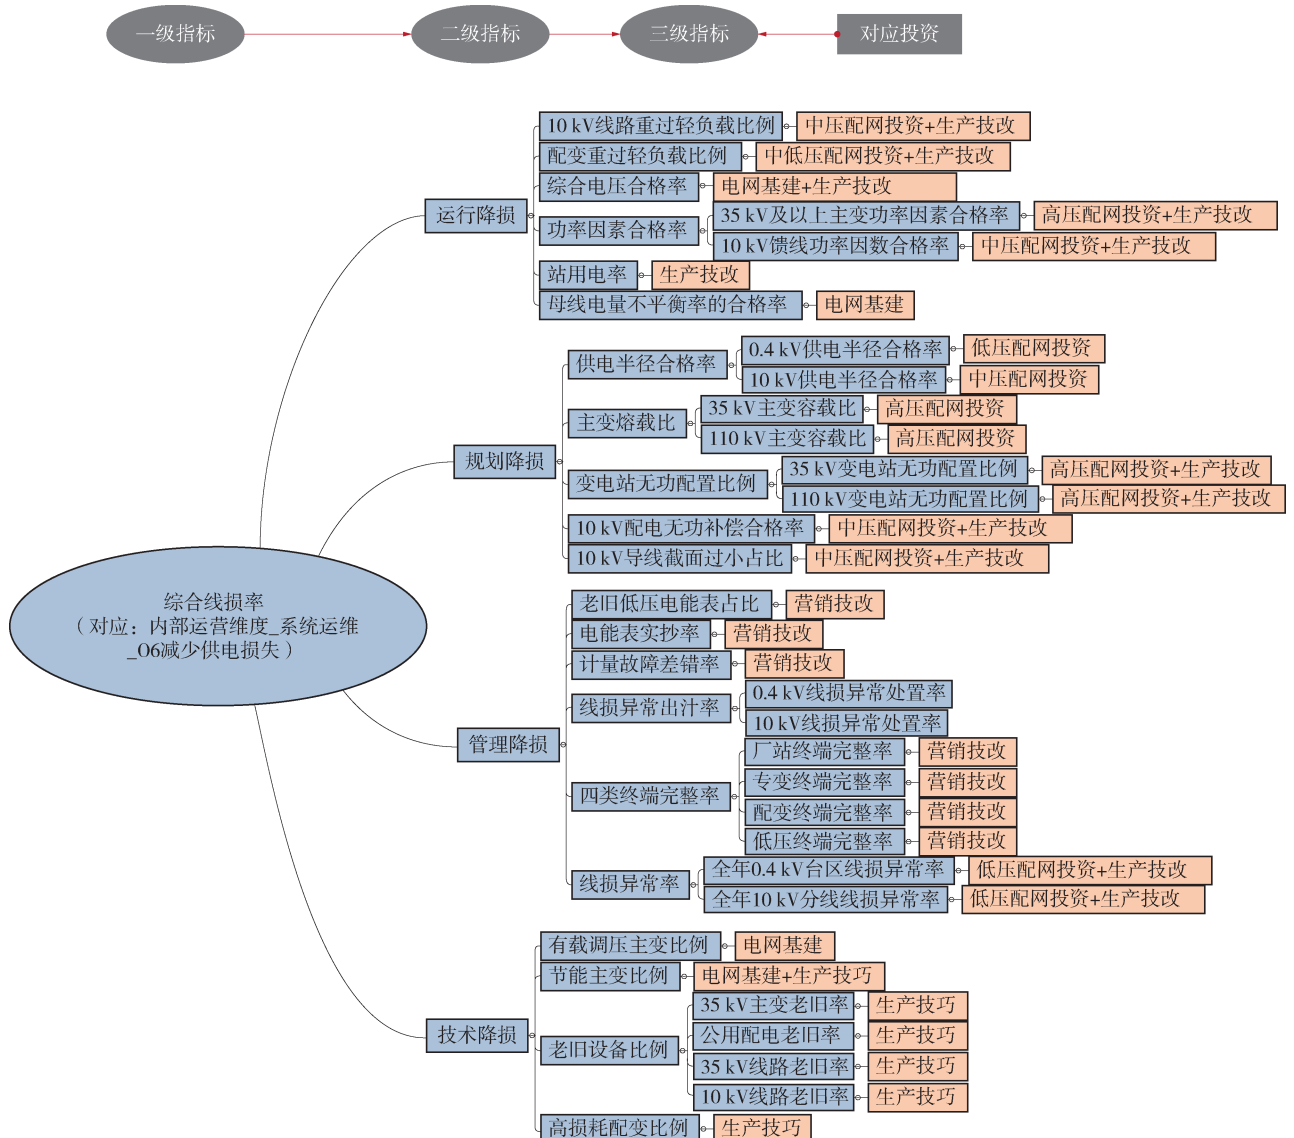 一级指标
二级指标
三级指标
对应投资
10 kV线路重过轻负载比例
中压配网投资+生产技改
配变重过轻负载比例
中低压配网投资+生产技改
综合电压合格率
电网基建+生产技改
运行降损
功率因素合格率
35 kV及以上主变功率因素合格率
高压配网投资+生产技改
10 kV馈线功率因数合格率
中压配网投资+生产技改
站用电率
生产技改
母线电量不平衡率的合格率
电网基建
规划降损
供电半径合格率
0.4 kV供电半径合格率
低压配网投资
10 kV供电半径合格率
中压配网投资
主变熔载比
35 kV主变容载比
高压配网投资
110 kV主变容载比
高压配网投资
变电站无功配置比例
35 kV变电站无功配置比例
高压配网投资+生产技改
110 kV变电站无功配置比例
高压配网投资+生产技改
10 kV配电无功补偿合格率
中压配网投资+生产技改
10 kV导线截面过小占比
中压配网投资+生产技改
综合线损率
（对应：内部运营维度_系统运维
_O6减少供电损失）
管理降损
老旧低压电能表占比
营销技改
电能表实抄率
营销技改
计量故障差错率
营销技改
线损异常出汁率
0.4 kV线损异常处置率
10 kV线损异常处置率
四类终端完整率
厂站终端完整率
营销技改
专变终端完整率
营销技改
配变终端完整率
营销技改
低压终端完整率
营销技改
线损异常率
全年0.4 kV台区线损异常率
低压配网投资+生产技改
全年10 kV分线线损异常率
低压配网投资+生产技改
技术降损
有载调压主变比例
电网基建
节能主变比例
电网基建+生产技巧
老旧设备比例
35 kV主变老旧率
生产技巧
公用配电老旧率
生产技巧
35 kV线路老旧率
生产技巧
10 kV线路老旧率
生产技巧
高损耗配变比例
生产技巧